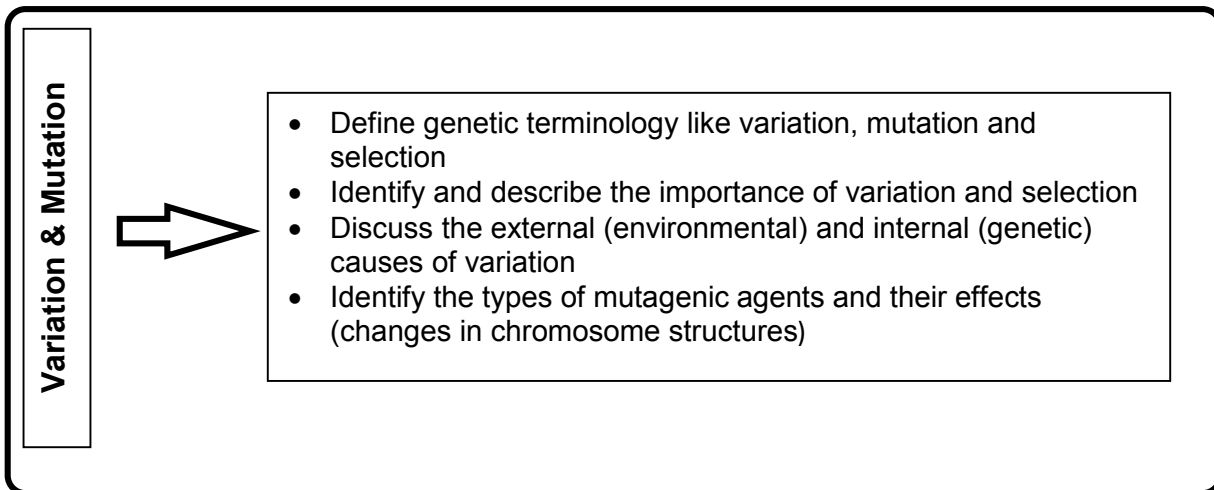 Variation & Mutation
• Define genetic terminology like variation, mutation and
selection
• Identify and describe the importance of variation and selection
• Discuss the external (environmental) and internal (genetic)
causes of variation
• Identify the types of mutagenic agents and their effects
(changes in chromosome structures)